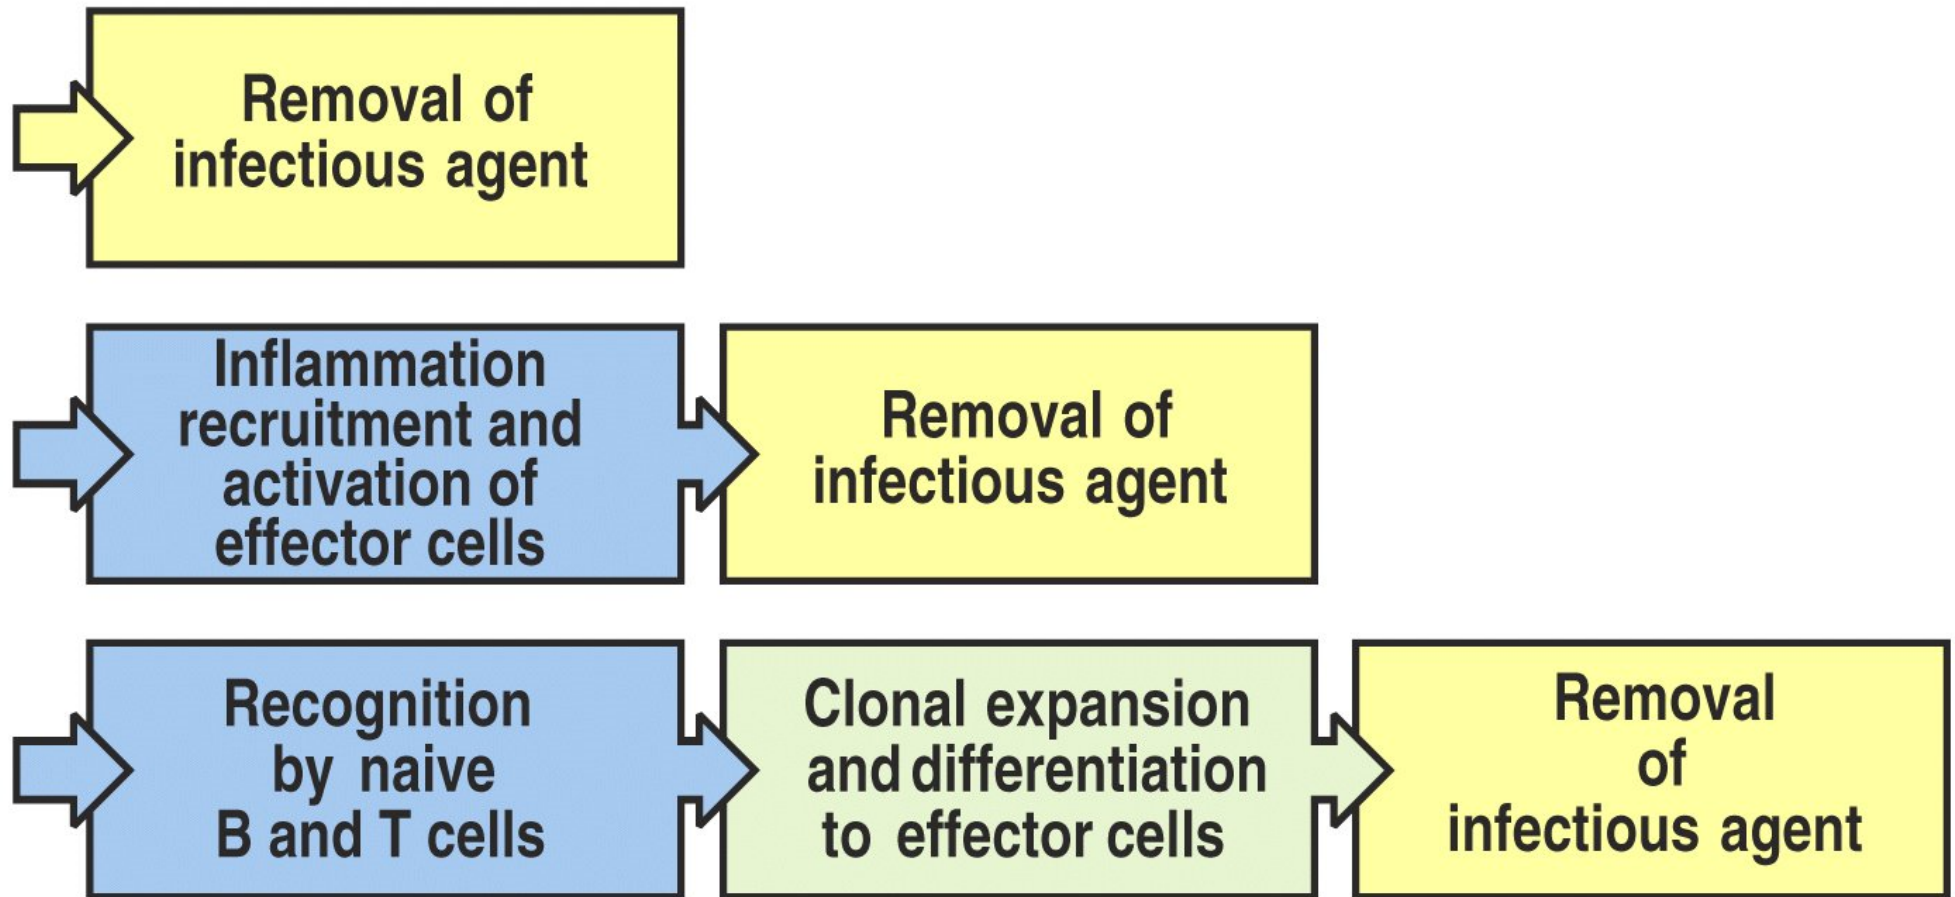 Removal of
infectious agent
Inflammation
recruitment and
activation of
effector cells
Removal of
infectious agent
Recognition
by naive
B and T cells
Clonal expansion
and differentiation
to effector cells
Removal
of
infectious agent